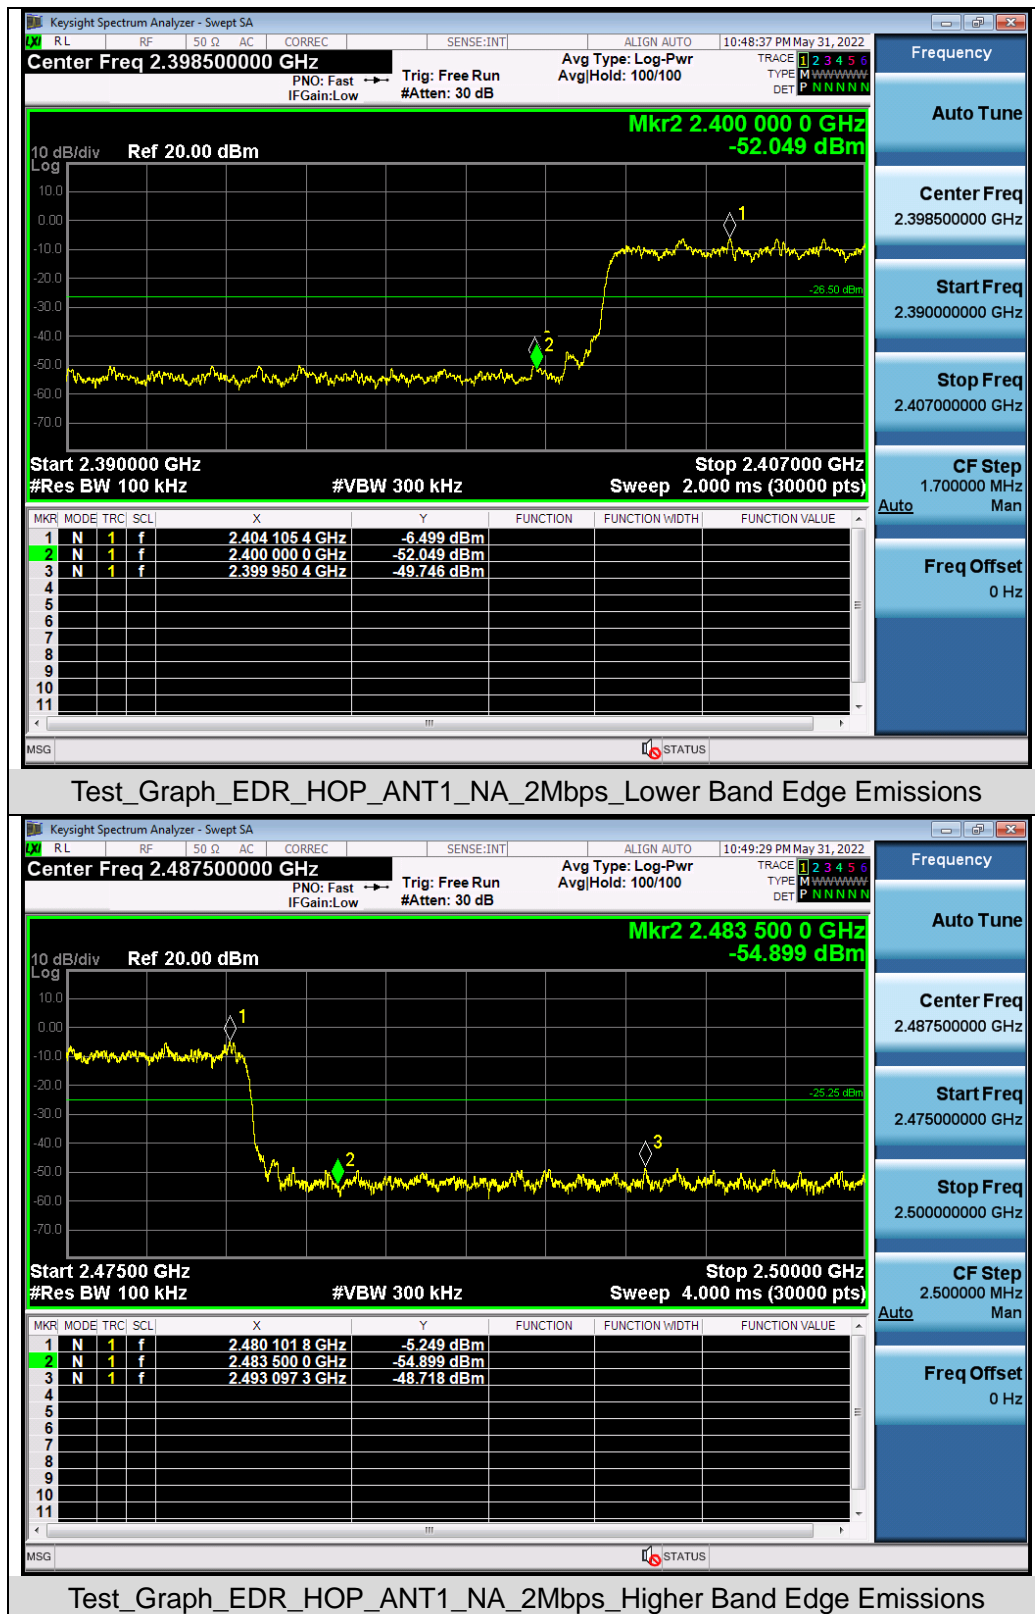 Keysight Spectrum Analyzer - Swept SA
LXI RL RF 50 Ω AC CORREC SENSE:INT ALIGN AUTO 10:48:37 PM May 31, 2022
Center Freq 2.398500000 GHz
PNO: Fast
IFGain:Low
Trig: Free Run
#Atten: 30 dB
Avg Type: Log-Pwr
Avg|Hold: 100/100
TRACE 1 2 3 4 5 6
TYPE M WWWWW
DET P N N N N N
Frequency
Auto Tune
Mkr2 2.400 000 0 GHz
-52.049 dBm
10 dB/div Ref 20.00 dBm
Log
10.0
0.00
-10.0
-20.0
-30.0
-40.0
-50.0
-60.0
-70.0
1
-26.50 dBm
2
Center Freq
2.398500000 GHz
Start Freq
2.390000000 GHz
Stop Freq
2.407000000 GHz
CF Step
1.700000 MHz
Auto Man
Freq Offset
0 Hz
Start 2.390000 GHz Stop 2.407000 GHz
#Res BW 100 kHz #VBW 300 kHz Sweep 2.000 ms (30000 pts)
MKR MODE TRC SCL X Y FUNCTION FUNCTION WIDTH FUNCTION VALUE
1 N 1 f 2.404 105 4 GHz -6.499 dBm
2 N 1 f 2.400 000 0 GHz -52.049 dBm
3 N 1 f 2.399 950 4 GHz -49.746 dBm
4
5
6
7
8
9
10
11
MSG STATUS
Test_Graph_EDR_HOP_ANT1_NA_2Mbps_Lower Band Edge Emissions
Keysight Spectrum Analyzer - Swept SA
LXI RL RF 50 Ω AC CORREC SENSE:INT ALIGN AUTO 10:49:29 PM May 31, 2022
Center Freq 2.487500000 GHz
PNO: Fast
IFGain:Low
Trig: Free Run
#Atten: 30 dB
Avg Type: Log-Pwr
Avg|Hold: 100/100
TRACE 1 2 3 4 5 6
TYPE M WWWWW
DET P N N N N N
Frequency
Auto Tune
Mkr2 2.483 500 0 GHz
-54.899 dBm
10 dB/div Ref 20.00 dBm
Log
10.0
0.00
-10.0
-20.0
-30.0
-40.0
-50.0
-60.0
-70.0
1
-25.25 dBm
2
3
Center Freq
2.487500000 GHz
Start Freq
2.475000000 GHz
Stop Freq
2.500000000 GHz
CF Step
2.500000 MHz
Auto Man
Freq Offset
0 Hz
Start 2.47500 GHz Stop 2.50000 GHz
#Res BW 100 kHz #VBW 300 kHz Sweep 4.000 ms (30000 pts)
MKR MODE TRC SCL X Y FUNCTION FUNCTION WIDTH FUNCTION VALUE
1 N 1 f 2.480 101 8 GHz -5.249 dBm
2 N 1 f 2.483 500 0 GHz -54.899 dBm
3 N 1 f 2.493 097 3 GHz -48.718 dBm
4
5
6
7
8
9
10
11
MSG STATUS
Test_Graph_EDR_HOP_ANT1_NA_2Mbps_Higher Band Edge Emissions